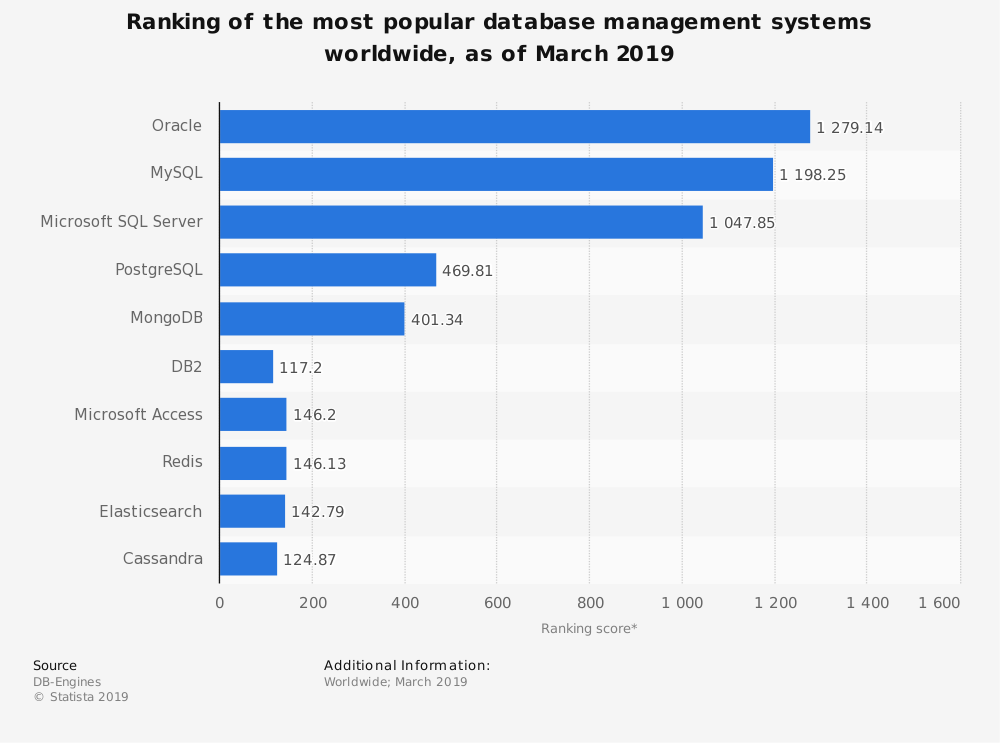 Ranking of the most popular database management systems
worldwide, as of March 2019
Oracle 1 279.14
MySQL 1 198.25
Microsoft SQL Server 1 047.85
PostgreSQL 469.81
MongoDB 401.34
DB2 117.2
Microsoft Access 146.2
Redis 146.13
Elasticsearch 142.79
Cassandra 124.87
0 200 400 600 800 1 000 1 200 1 400 1 600
Ranking score*
Source
DB-Engines
© Statista 2019
Additional Information:
Worldwide; March 2019